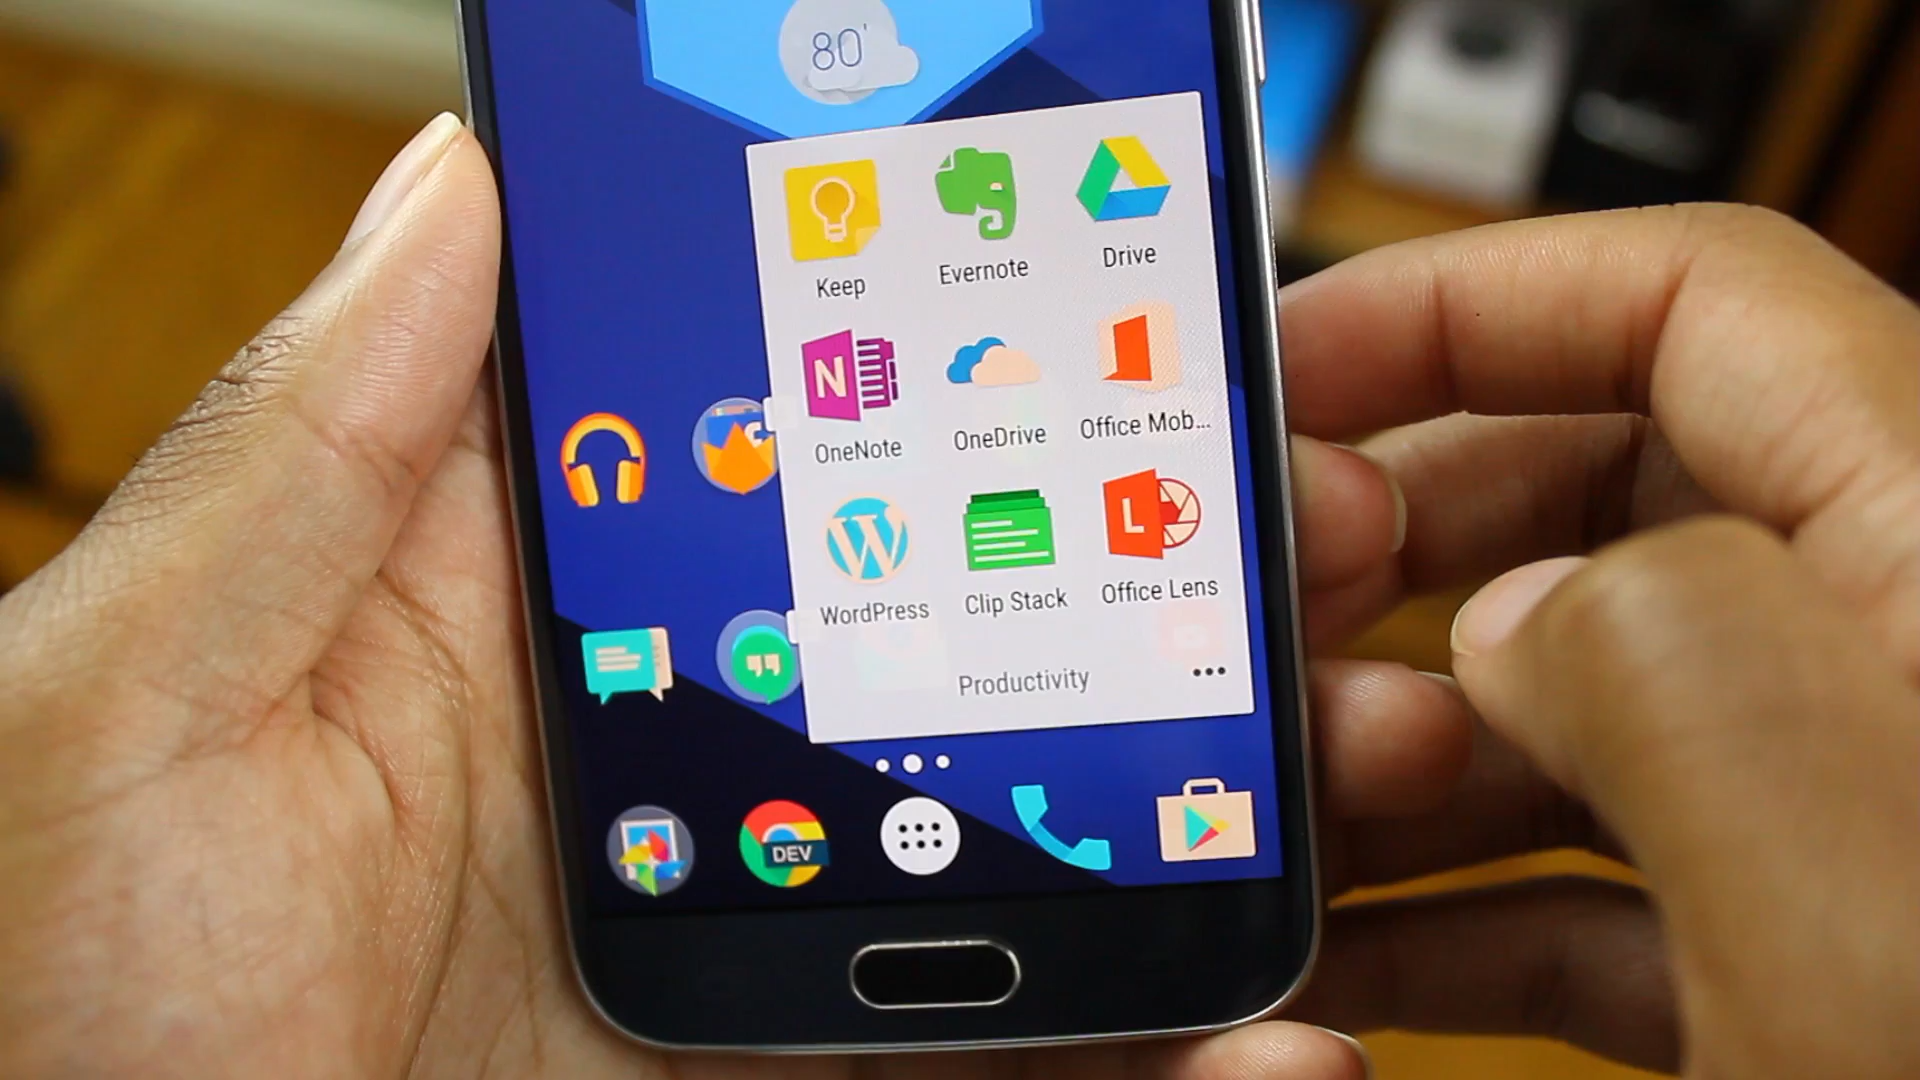 80°
Keep
Evernote
Drive
N
OneNote
OneDrive
Office Mob...
W
WordPress
Clip Stack
L
Office Lens
Productivity
DEV